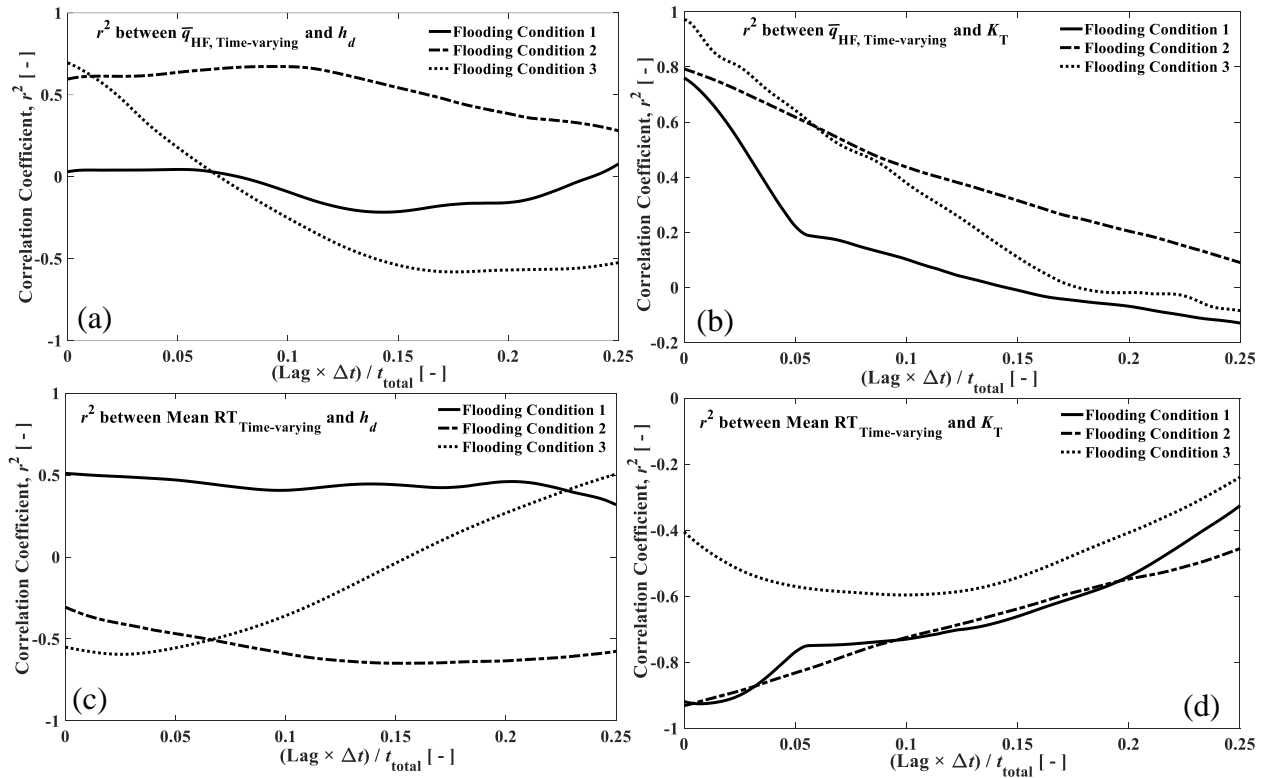 r² between q̅HF, Time-varying and hd
Flooding Condition 1
Flooding Condition 2
Flooding Condition 3
Correlation Coefficient, r² [ - ]
1
0.5
0
-0.5
-1
(a)
0 0.05 0.1 0.15 0.2 0.25
(Lag × Δt) / ttotal [ - ]
r² between q̅HF, Time-varying and KT
Flooding Condition 1
Flooding Condition 2
Flooding Condition 3
Correlation Coefficient, r² [ - ]
1
0.8
0.6
0.4
0.2
0
-0.2
(b)
0 0.05 0.1 0.15 0.2 0.25
(Lag × Δt) / ttotal [ - ]
r² between Mean RTTime-varying and hd
Flooding Condition 1
Flooding Condition 2
Flooding Condition 3
Correlation Coefficient, r² [ - ]
1
0.5
0
-0.5
-1
(c)
0 0.05 0.1 0.15 0.2 0.25
(Lag × Δt) / ttotal [ - ]
r² between Mean RTTime-varying and KT
Flooding Condition 1
Flooding Condition 2
Flooding Condition 3
Correlation Coefficient, r² [ - ]
0
-0.2
-0.4
-0.6
-0.8
-1
(d)
0 0.05 0.1 0.15 0.2 0.25
(Lag × Δt) / ttotal [ - ]